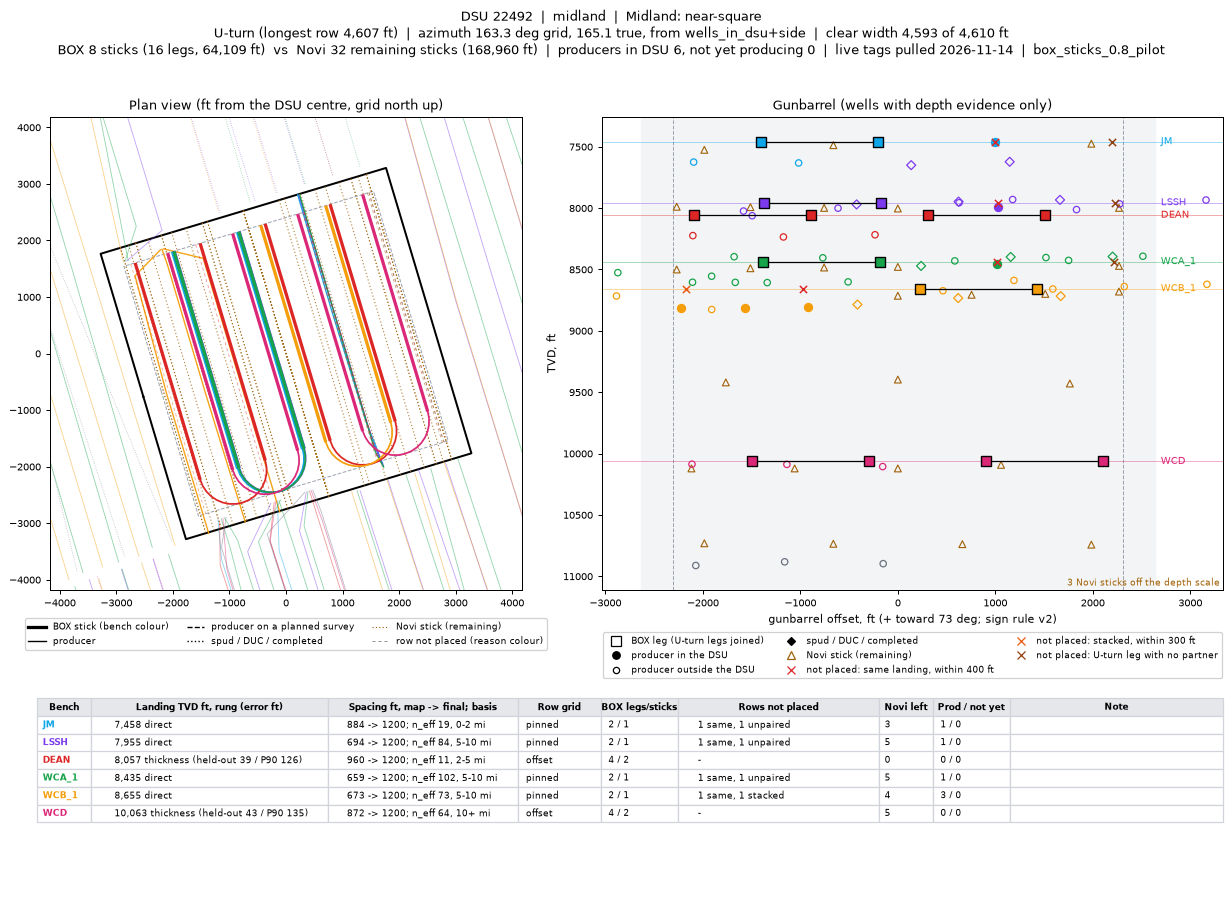 DSU 22492 | midland | Midland: near-square
U-turn (longest row 4,607 ft) | azimuth 163.3 deg grid, 165.1 true, from wells_in_dsu+side | clear width 4,593 of 4,610 ft
BOX 8 sticks (16 legs, 64,109 ft) vs Novi 32 remaining sticks (168,960 ft) | producers in DSU 6, not yet producing 0 | live tags pulled 2026-11-14 | box_sticks_0.8_pilot
Plan view (ft from the DSU centre, grid north up)
4000
3000
2000
1000
0
−1000
−2000
−3000
−4000
−4000 −3000 −2000 −1000 0 1000 2000 3000 4000
BOX stick (bench colour)
producer
producer on a planned survey
spud / DUC / completed
Novi stick (remaining)
row not placed (reason colour)
Gunbarrel (wells with depth evidence only)
TVD, ft
7500
8000
8500
9000
9500
10000
10500
11000
JM
LSSH
DEAN
WCA_1
WCB_1
WCD
3 Novi sticks off the depth scale
−3000 −2000 −1000 0 1000 2000 3000
gunbarrel offset, ft (+ toward 73 deg; sign rule v2)
BOX leg (U-turn legs joined)
producer in the DSU
producer outside the DSU
spud / DUC / completed
Novi stick (remaining)
not placed: same landing, within 400 ft
not placed: stacked, within 300 ft
not placed: U-turn leg with no partner
Bench Landing TVD ft, rung (error ft) Spacing ft, map -> final; basis Row grid BOX legs/sticks Rows not placed Novi left Prod / not yet Note
JM 7,458 direct 884 -> 1200; n_eff 19, 0-2 mi pinned 2 / 1 1 same, 1 unpaired 3 1 / 0
LSSH 7,955 direct 694 -> 1200; n_eff 84, 5-10 mi pinned 2 / 1 1 same, 1 unpaired 5 1 / 0
DEAN 8,057 thickness (held-out 39 / P90 126) 960 -> 1200; n_eff 11, 2-5 mi offset 4 / 2 - 0 0 / 0
WCA_1 8,435 direct 659 -> 1200; n_eff 102, 5-10 mi pinned 2 / 1 1 same, 1 unpaired 5 1 / 0
WCB_1 8,655 direct 673 -> 1200; n_eff 73, 5-10 mi pinned 2 / 1 1 same, 1 stacked 4 3 / 0
WCD 10,063 thickness (held-out 43 / P90 135) 872 -> 1200; n_eff 64, 10+ mi offset 4 / 2 - 5 0 / 0